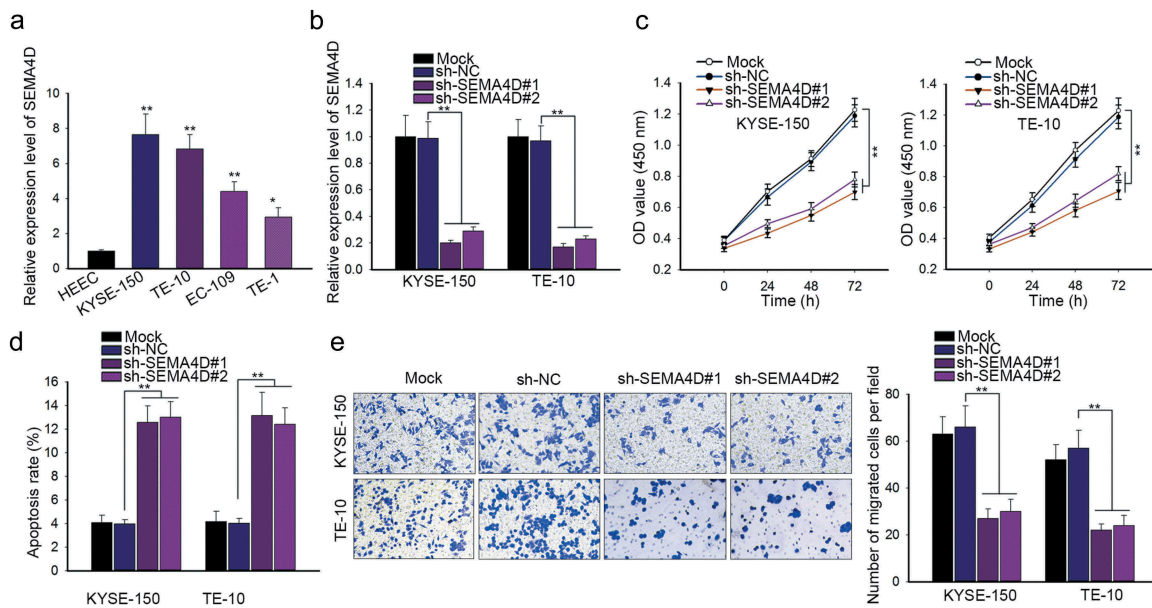 a
Relative expression level of SEMA4D
10
8
6
4
2
0
**
**
**
*
HEEC
KYSE-150
TE-10
EC-109
TE-1
b
Mock
sh-NC
sh-SEMA4D#1
sh-SEMA4D#2
Relative expression level of SEMA4D
1.4
1.2
1.0
0.8
0.6
0.4
0.2
0.0
**
**
KYSE-150
TE-10
c
Mock
sh-NC
sh-SEMA4D#1
sh-SEMA4D#2
KYSE-150
OD value (450 nm)
1.4
1.2
1.0
0.8
0.6
0.4
0.2
**
0
24
48
72
Time (h)
Mock
sh-NC
sh-SEMA4D#1
sh-SEMA4D#2
TE-10
OD value (450 nm)
1.4
1.2
1.0
0.8
0.6
0.4
0.2
**
0
24
48
72
Time (h)
d
Mock
sh-NC
sh-SEMA4D#1
sh-SEMA4D#2
Apoptosis rate (%)
16
14
12
10
8
6
4
2
0
**
**
KYSE-150
TE-10
e
Mock
sh-NC
sh-SEMA4D#1
sh-SEMA4D#2
KYSE-150
TE-10
Mock
sh-NC
sh-SEMA4D#1
sh-SEMA4D#2
Number of migrated cells per field
80
60
40
20
0
**
**
KYSE-150
TE-10